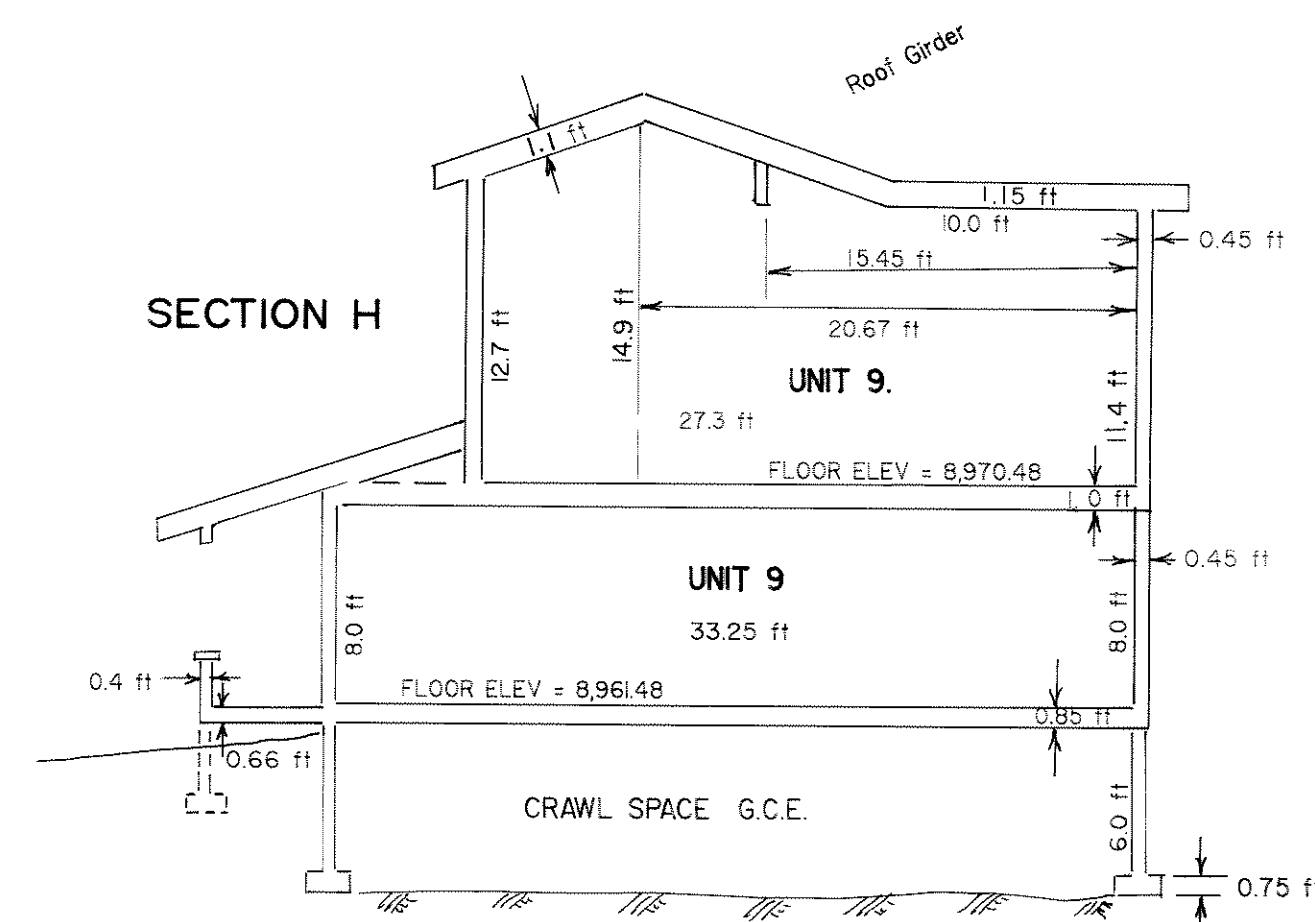 Roof Girder
1.1 ft
1.15 ft
10.0 ft
0.45 ft
15.45 ft
SECTION H
12.7 ft
14.9 ft
20.67 ft
UNIT 9.
11.4 ft
27.3 ft
FLOOR ELEV = 8,970.48
1.0 ft
0.45 ft
UNIT 9
8.0 ft
33.25 ft
8.0 ft
0.4 ft
FLOOR ELEV = 8,961.48
0.85 ft
0.66 ft
CRAWL SPACE G.C.E.
6.0 ft
0.75 f